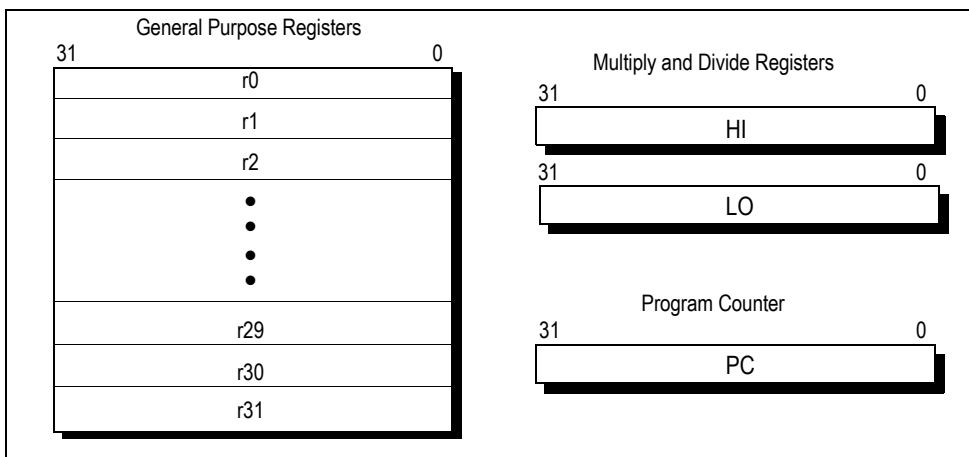 General Purpose Registers
31 0
r0
r1
r2
r29
r30
r31
Multiply and Divide Registers
31 0
HI
31 0
LO
Program Counter
31 0
PC